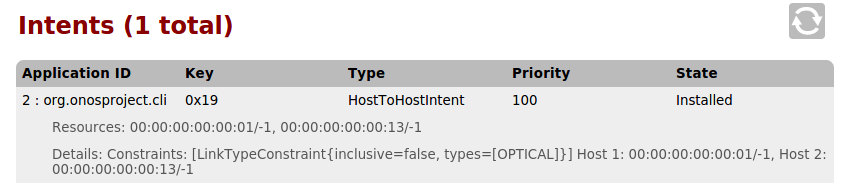 Intents (1 total)
Application ID Key Type Priority State
2 : org.onosproject.cli 0x19 HostToHostIntent 100 Installed
Resources: 00:00:00:00:00:01/-1, 00:00:00:00:00:13/-1
Details: Constraints: [LinkTypeConstraint{inclusive=false, types=[OPTICAL]}] Host 1: 00:00:00:00:00:01/-1, Host 2:
00:00:00:00:00:13/-1